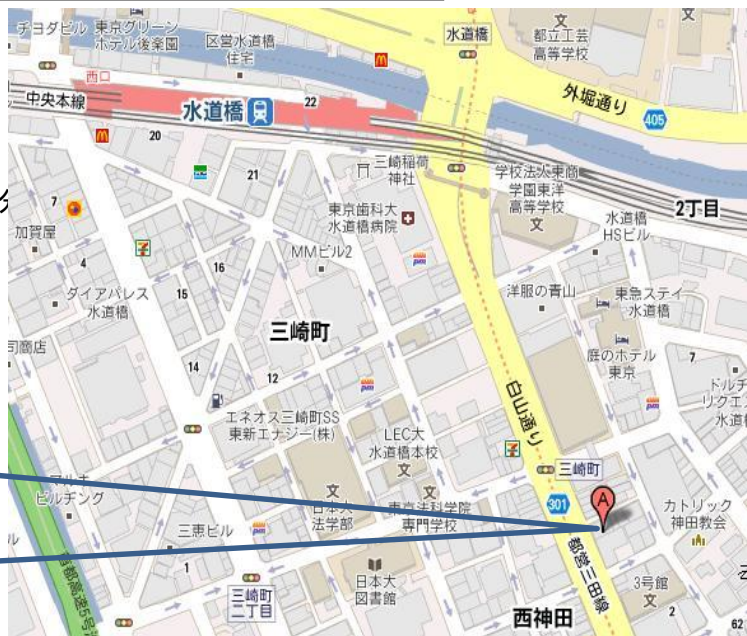 チヨダビル
東京グリーン
ホテル後楽園
区営水道橋
住宅
水道橋
都立工芸
高等学校
西口
中央本線
水道橋
22
外堀通り
405
20
21
三崎稲荷
神社
学校法人東商
学園東洋
高等学校
2丁目
7
加賀屋
東京歯科大
水道橋病院
水道橋
HSビル
4
16
MMビル2
ダイアパレス
水道橋
15
洋服の青山
東急ステイ
水道橋
三崎町
司商店
14
12
庭のホテル
東京
7
エネオス三崎町SS
東新エナジー(株)
白山通り
LEC大
水道橋本校
三崎町
ビルヂング
法学部
東京法科学院
専門学校
301
A
カトリック
神田教会
三恵ビル
1
都営三田線
日本大
図書館
3号館
三崎町
二丁目
西神田
2
62